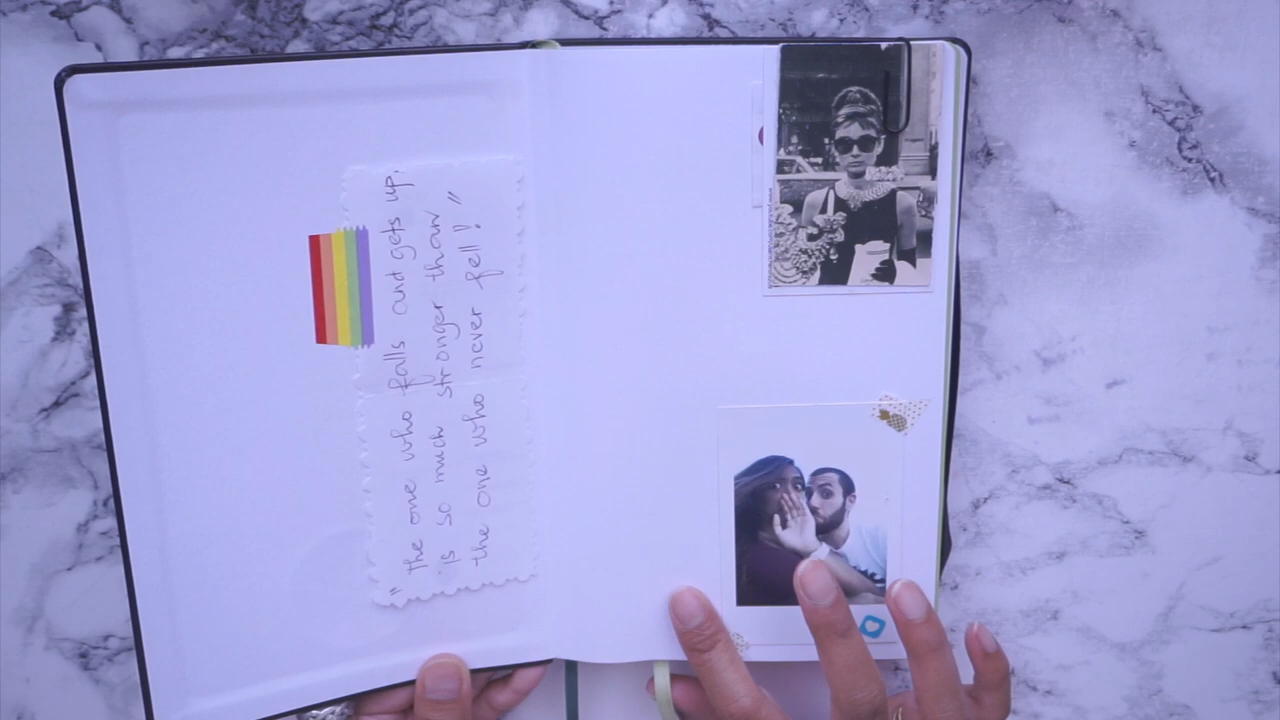 " the one who falls and gets up,
is so much stronger than
the one who never fell! "